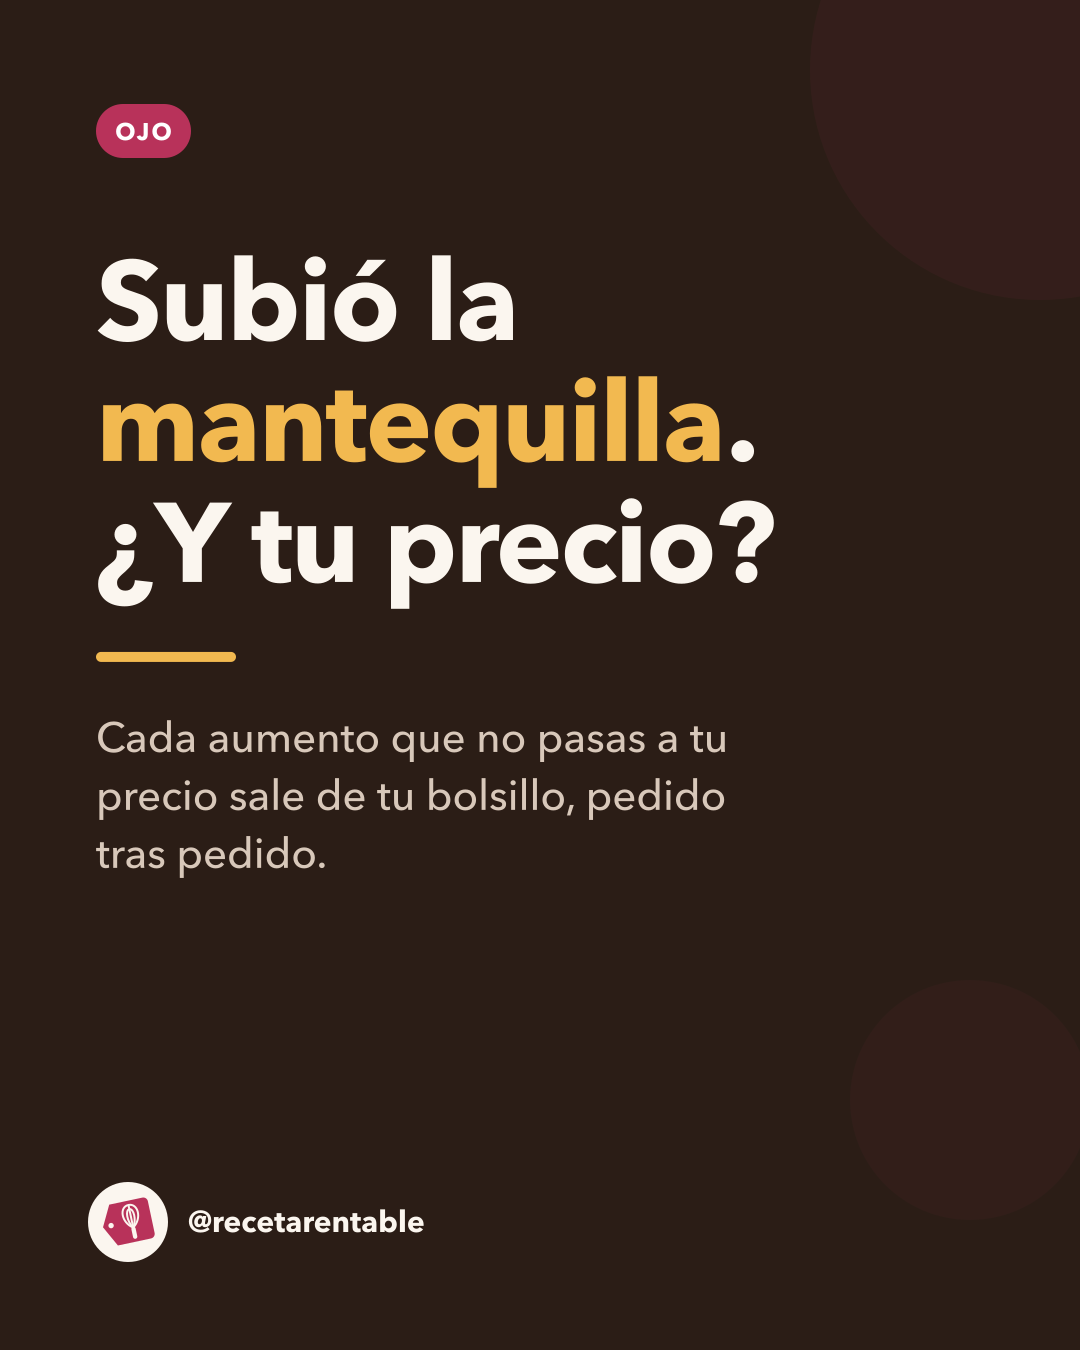 OJO
Subió la
mantequilla.
¿Y tu precio?
Cada aumento que no pasas a tu
precio sale de tu bolsillo, pedido
tras pedido.
@recetarentable